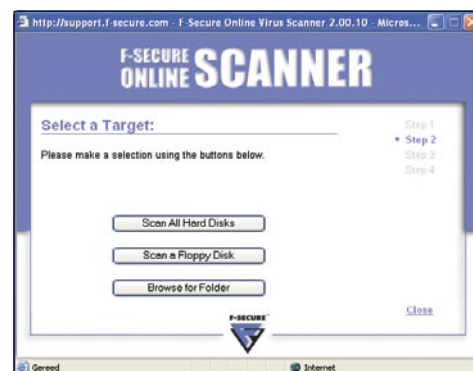 http://support.f-secure.com - F-Secure Online Virus Scanner 2.00.10 - Micros...
F-SECURE
ONLINE SCANNER
Select a Target:
Please make a selection using the buttons below.
Step 1
• Step 2
Step 3
Step 4
Scan All Hard Disks
Scan a Floppy Disk
Browse for Folder
Close
F-SECURE
Gereed
Internet